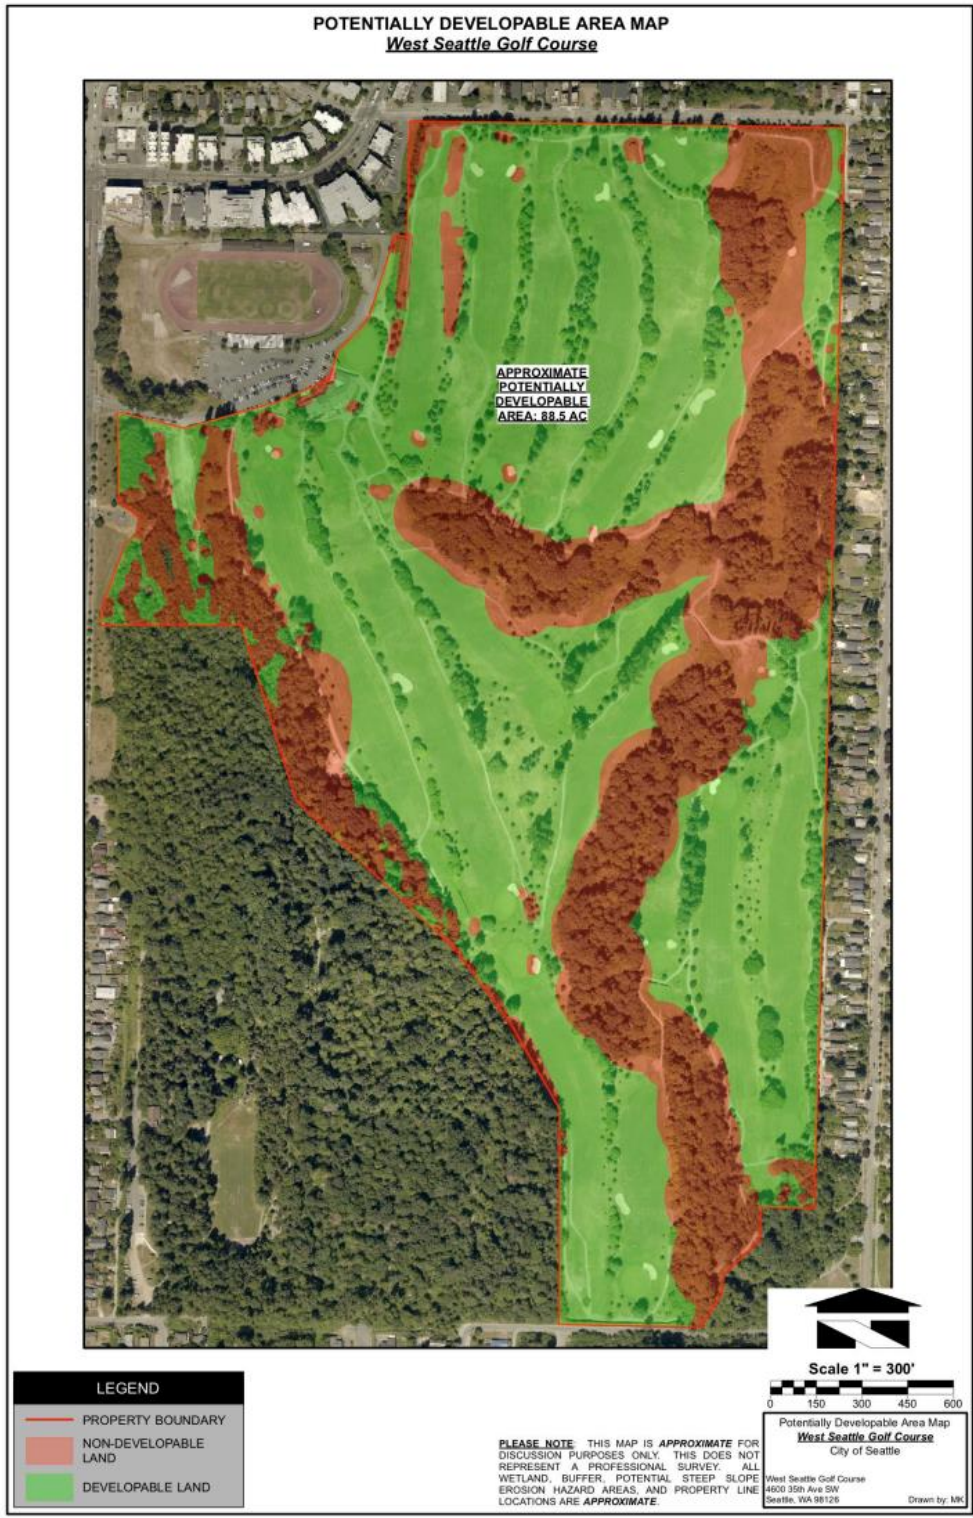 POTENTIALLY DEVELOPABLE AREA MAP
West Seattle Golf Course
APPROXIMATE
POTENTIALLY
DEVELOPABLE
AREA: 88.5 AC
Scale 1" = 300'
0 150 300 450 600
LEGEND
PROPERTY BOUNDARY
NON-DEVELOPABLE
LAND
DEVELOPABLE LAND
PLEASE NOTE: THIS MAP IS APPROXIMATE FOR
DISCUSSION PURPOSES ONLY. THIS DOES NOT
REPRESENT A PROFESSIONAL SURVEY. ALL
WETLAND, BUFFER, POTENTIAL STEEP SLOPE
EROSION HAZARD AREAS, AND PROPERTY LINE
LOCATIONS ARE APPROXIMATE.
Potentially Developable Area Map
West Seattle Golf Course
City of Seattle
West Seattle Golf Course
4600 35th Ave SW
Seattle, WA 98126
Drawn by: MK